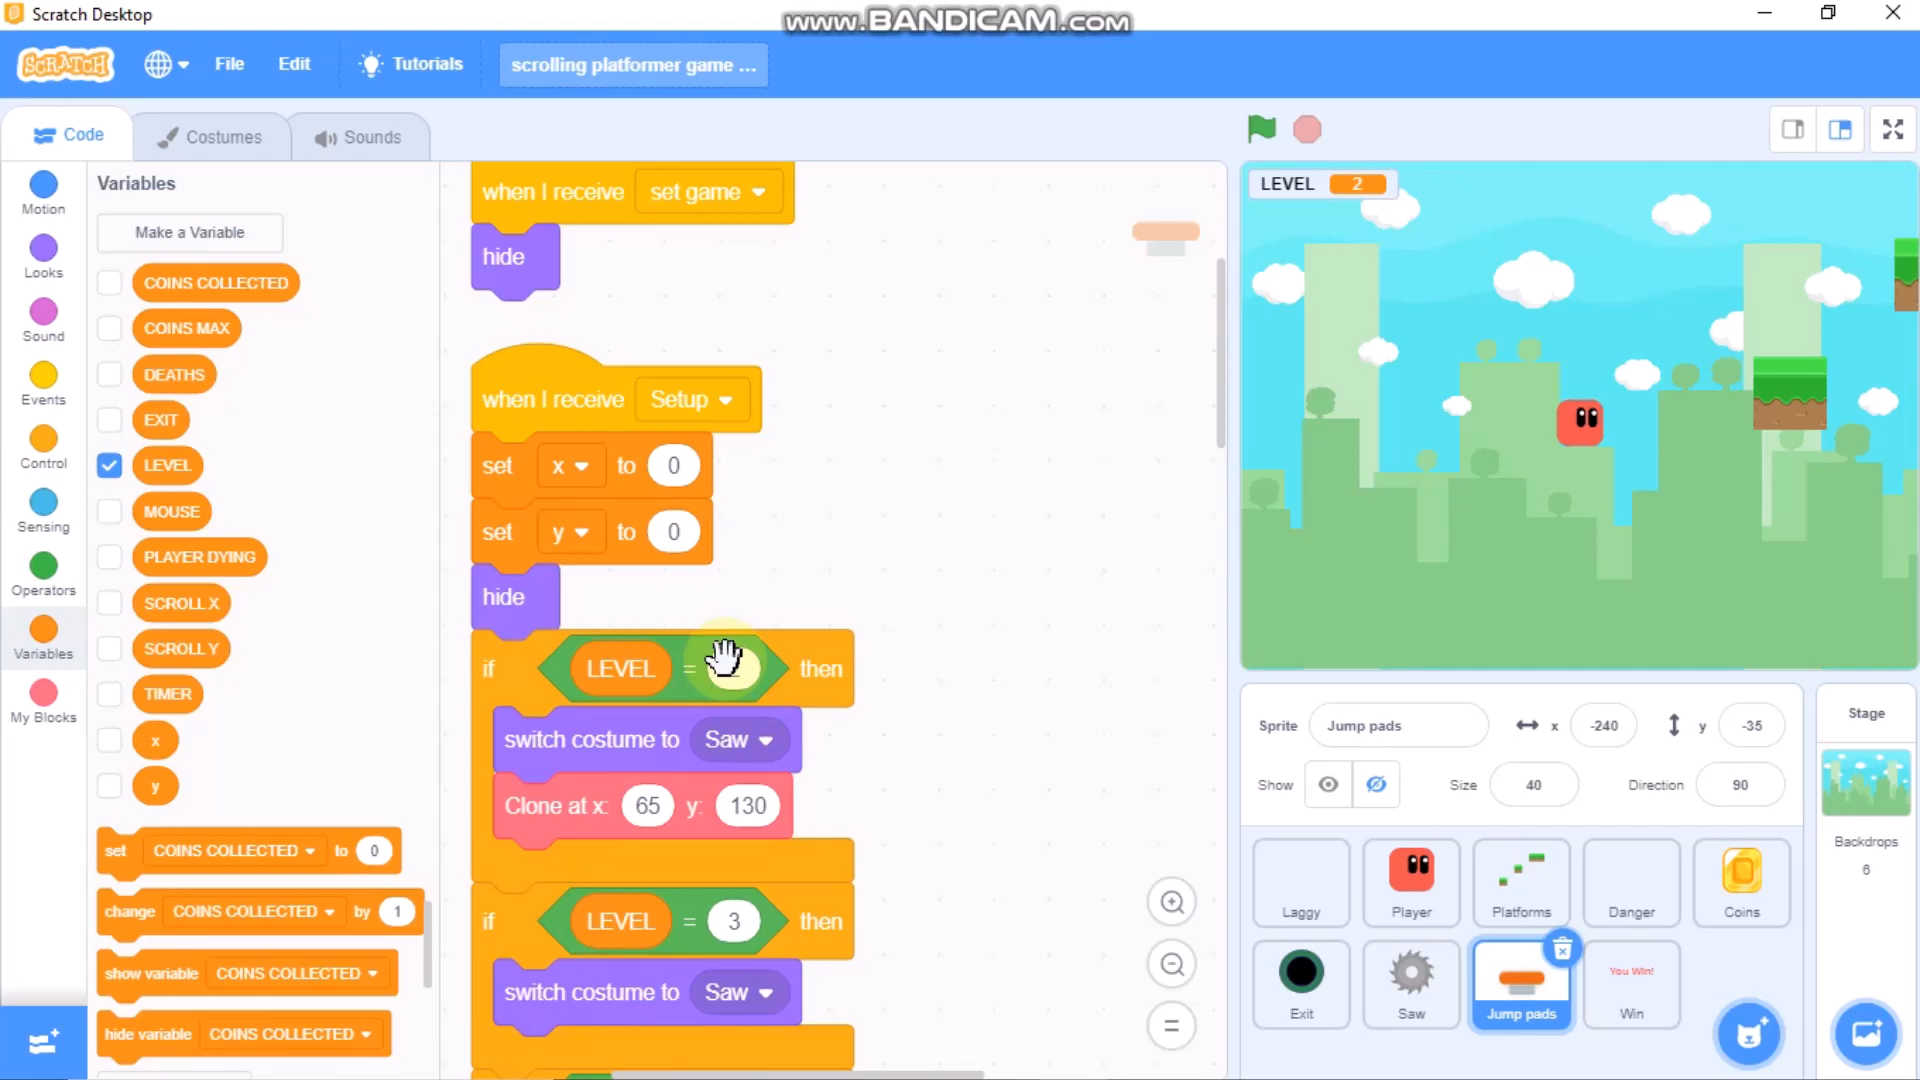 Scratch Desktop
www.BANDICAM.com
SCRATCH
File
Edit
Tutorials
scrolling platformer game ...
Code
Costumes
Sounds
Motion
Looks
Sound
Events
Control
Sensing
Operators
Variables
My Blocks
Variables
Make a Variable
COINS COLLECTED
COINS MAX
DEATHS
EXIT
LEVEL
MOUSE
PLAYER DYING
SCROLL X
SCROLL Y
TIMER
x
y
set COINS COLLECTED to 0
change COINS COLLECTED by 1
show variable COINS COLLECTED
hide variable COINS COLLECTED
when I receive set game
hide
when I receive Setup
set x to 0
set y to 0
hide
if LEVEL = then
switch costume to Saw
Clone at x: 65 y: 130
if LEVEL = 3 then
switch costume to Saw
LEVEL 2
Sprite Jump pads x -240 y -35
Show Size 40 Direction 90
Laggy
Player
Platforms
Danger
Coins
Exit
Saw
Jump pads
You Win!
Win
Stage
Backdrops
6